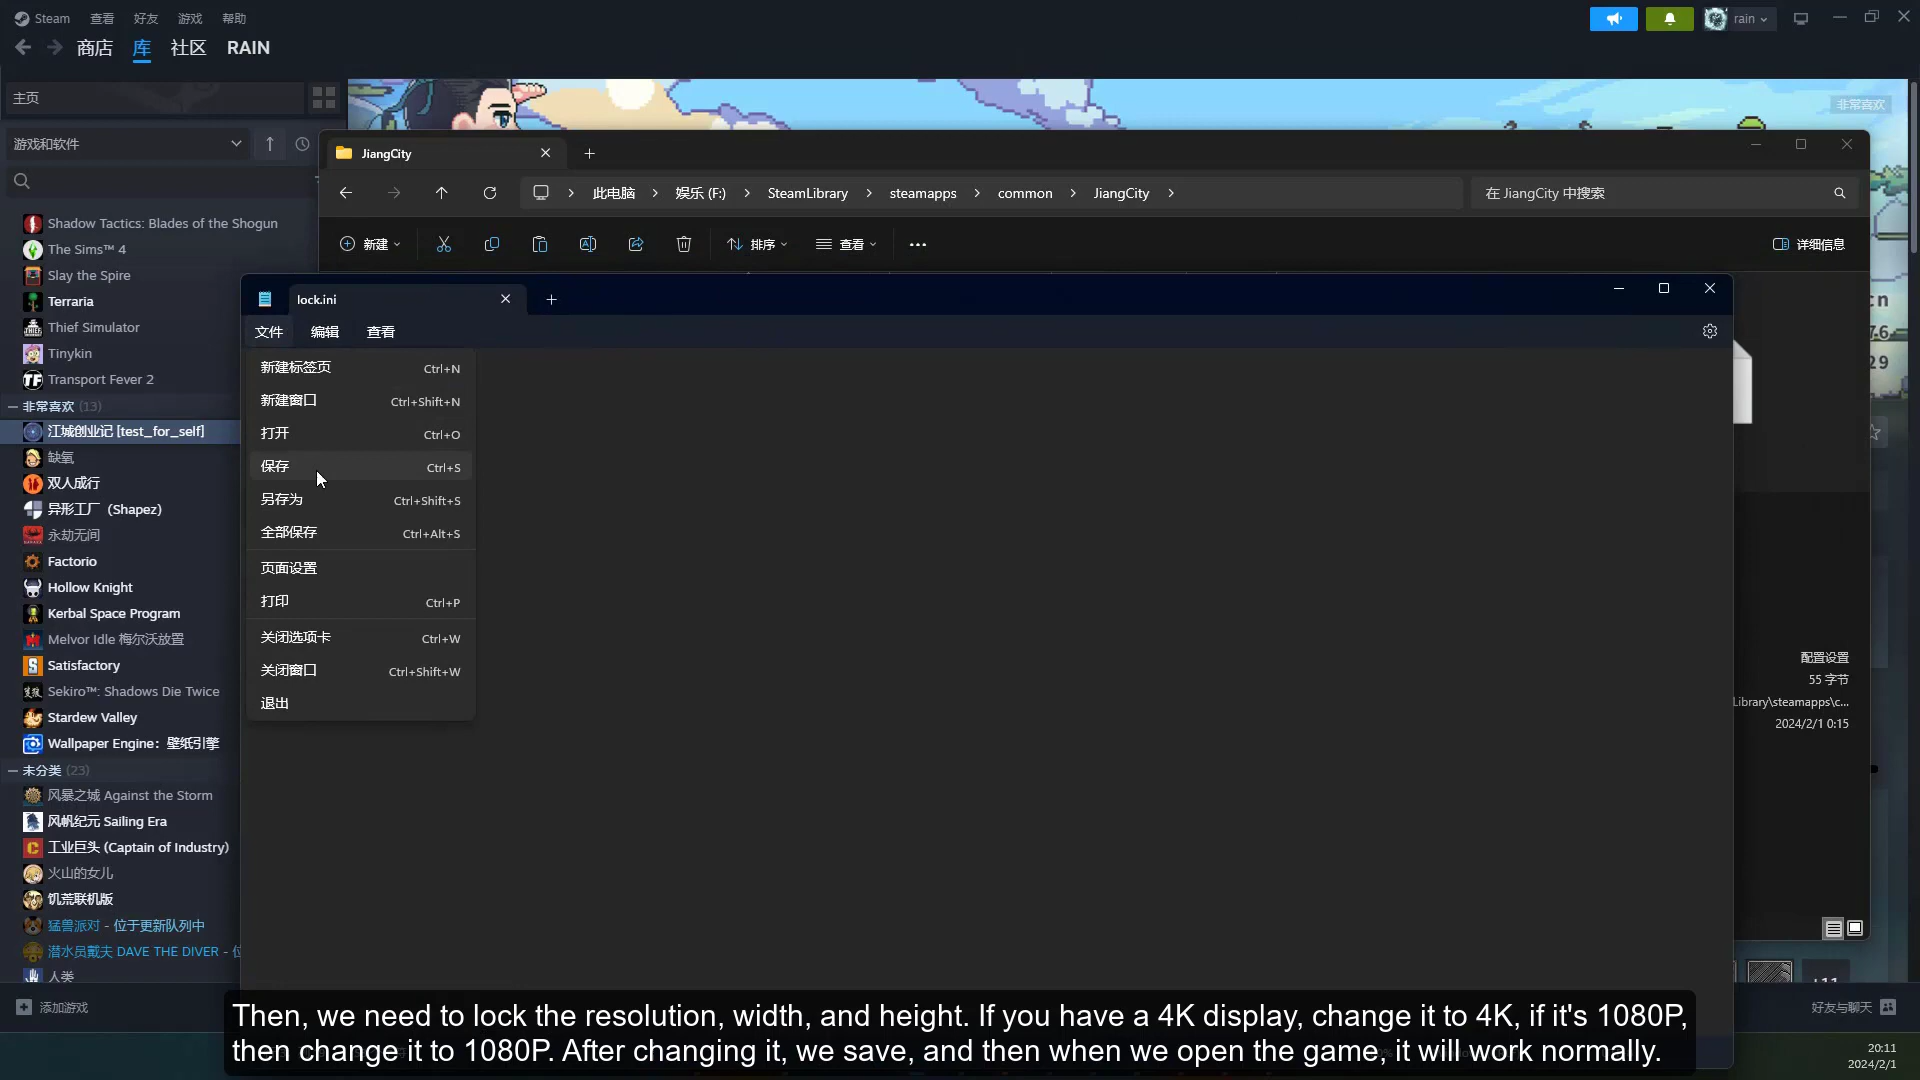 Steam 查看 好友 游戏 帮助
rain
商店 库 社区 RAIN
主页
非常喜欢
游戏和软件
JiangCity
此电脑 娱乐 (F:) SteamLibrary steamapps common JiangCity
在 JiangCity 中搜索
新建
排序
查看
详细信息
Shadow Tactics: Blades of the Shogun
The Sims™ 4
Slay the Spire
Terraria
Thief Simulator
Tinykin
Transport Fever 2
非常喜欢 (13)
江城创业记 [test_for_self]
缺氧
双人成行
异形工厂 (Shapez)
永劫无间
Factorio
Hollow Knight
Kerbal Space Program
Melvor Idle 梅尔沃放置
Satisfactory
Sekiro™: Shadows Die Twice
Stardew Valley
Wallpaper Engine：壁纸引擎
未分类 (23)
风暴之城 Against the Storm
风帆纪元 Sailing Era
工业巨头 (Captain of Industry)
火山的女儿
饥荒联机版
猛兽派对 - 位于更新队列中
潜水员戴夫 DAVE THE DIVER - 位
人类
添加游戏
lock.ini
文件 编辑 查看
新建标签页 Ctrl+N
新建窗口 Ctrl+Shift+N
打开 Ctrl+O
保存 Ctrl+S
另存为 Ctrl+Shift+S
全部保存 Ctrl+Alt+S
页面设置
打印 Ctrl+P
关闭选项卡 Ctrl+W
关闭窗口 Ctrl+Shift+W
退出
配置设置
55 字节
Library\steamapps\c...
2024/2/1 0:15
好友与聊天
Then, we need to lock the resolution, width, and height. If you have a 4K display, change it to 4K, if it's 1080P,
then change it to 1080P. After changing it, we save, and then when we open the game, it will work normally.
20:11
2024/2/1